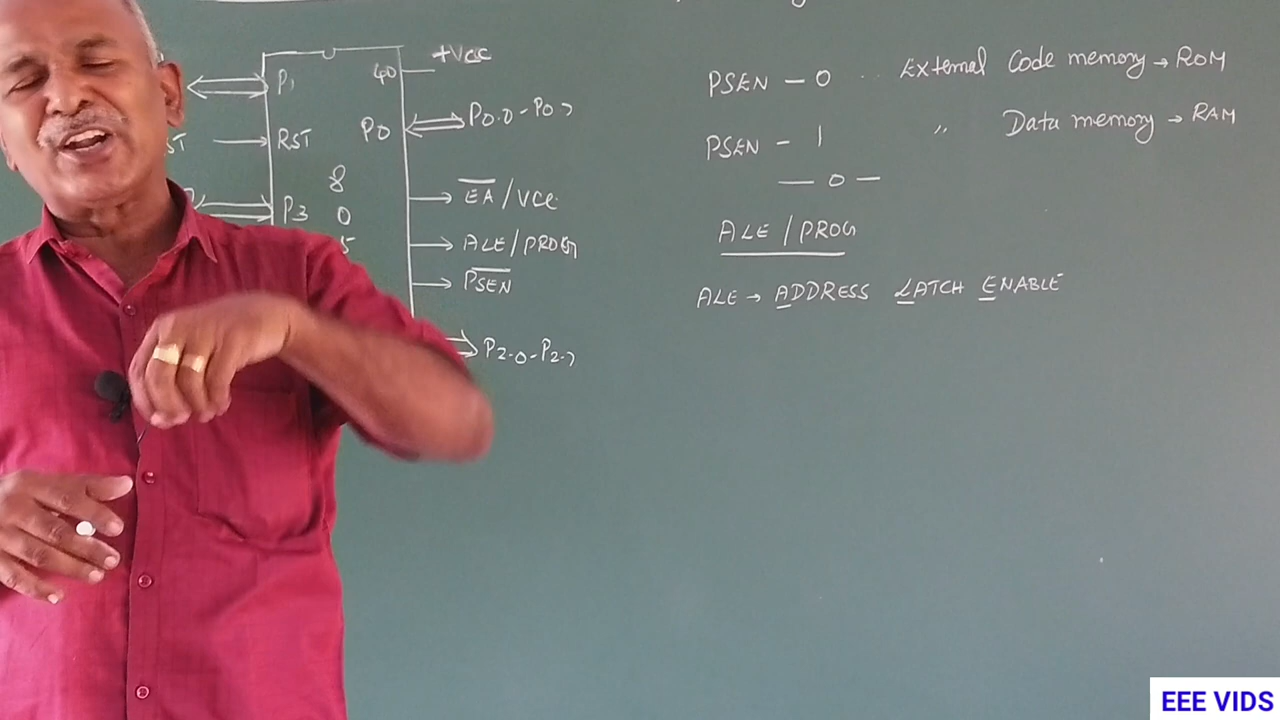 40
+Vcc
P1
P0
P0.0-P0.7
RST
RST
8
0
5
P3
EA/Vcc
ALE/PROG
PSEN
P2.0-P2.7
PSEN - 0 External Code memory → ROM
PSEN - 1 " Data memory → RAM
— 0 —
ALE / PROG
ALE → ADDRESS LATCH ENABLE
EEE VIDS